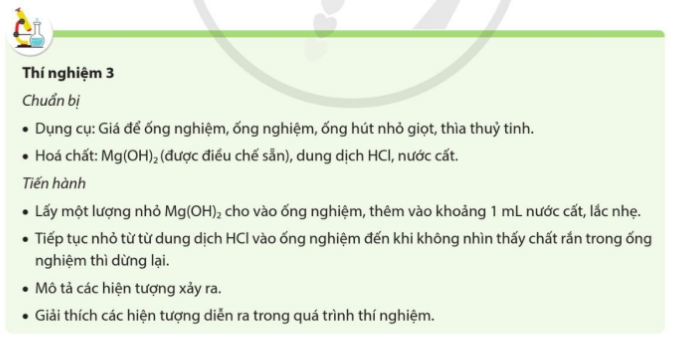 Thí nghiệm 3
Chuẩn bị
• Dụng cụ: Giá để ống nghiệm, ống nghiệm, ống hút nhỏ giọt, thìa thuỷ tinh.
• Hoá chất: Mg(OH)₂ (được điều chế sẵn), dung dịch HCl, nước cất.
Tiến hành
• Lấy một lượng nhỏ Mg(OH)₂ cho vào ống nghiệm, thêm vào khoảng 1 mL nước cất, lắc nhẹ.
• Tiếp tục nhỏ từ từ dung dịch HCl vào ống nghiệm đến khi không nhìn thấy chất rắn trong ống
nghiệm thì dừng lại.
• Mô tả các hiện tượng xảy ra.
• Giải thích các hiện tượng diễn ra trong quá trình thí nghiệm.